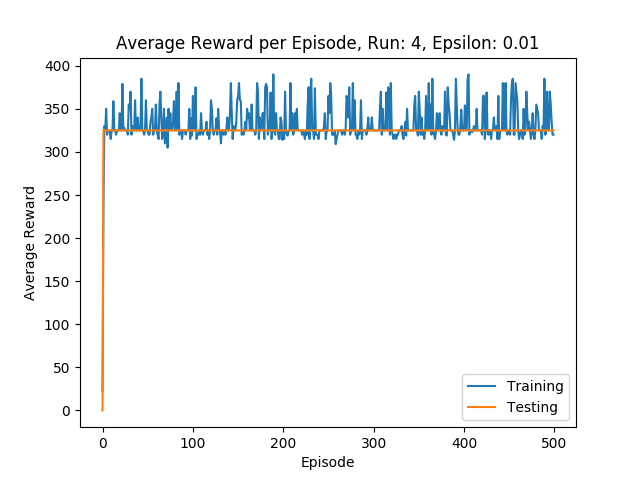 Average Reward per Episode, Run: 4, Epsilon: 0.01
Average Reward
400
350
300
250
200
150
100
50
0
0 100 200 300 400 500
Episode
Training
Testing